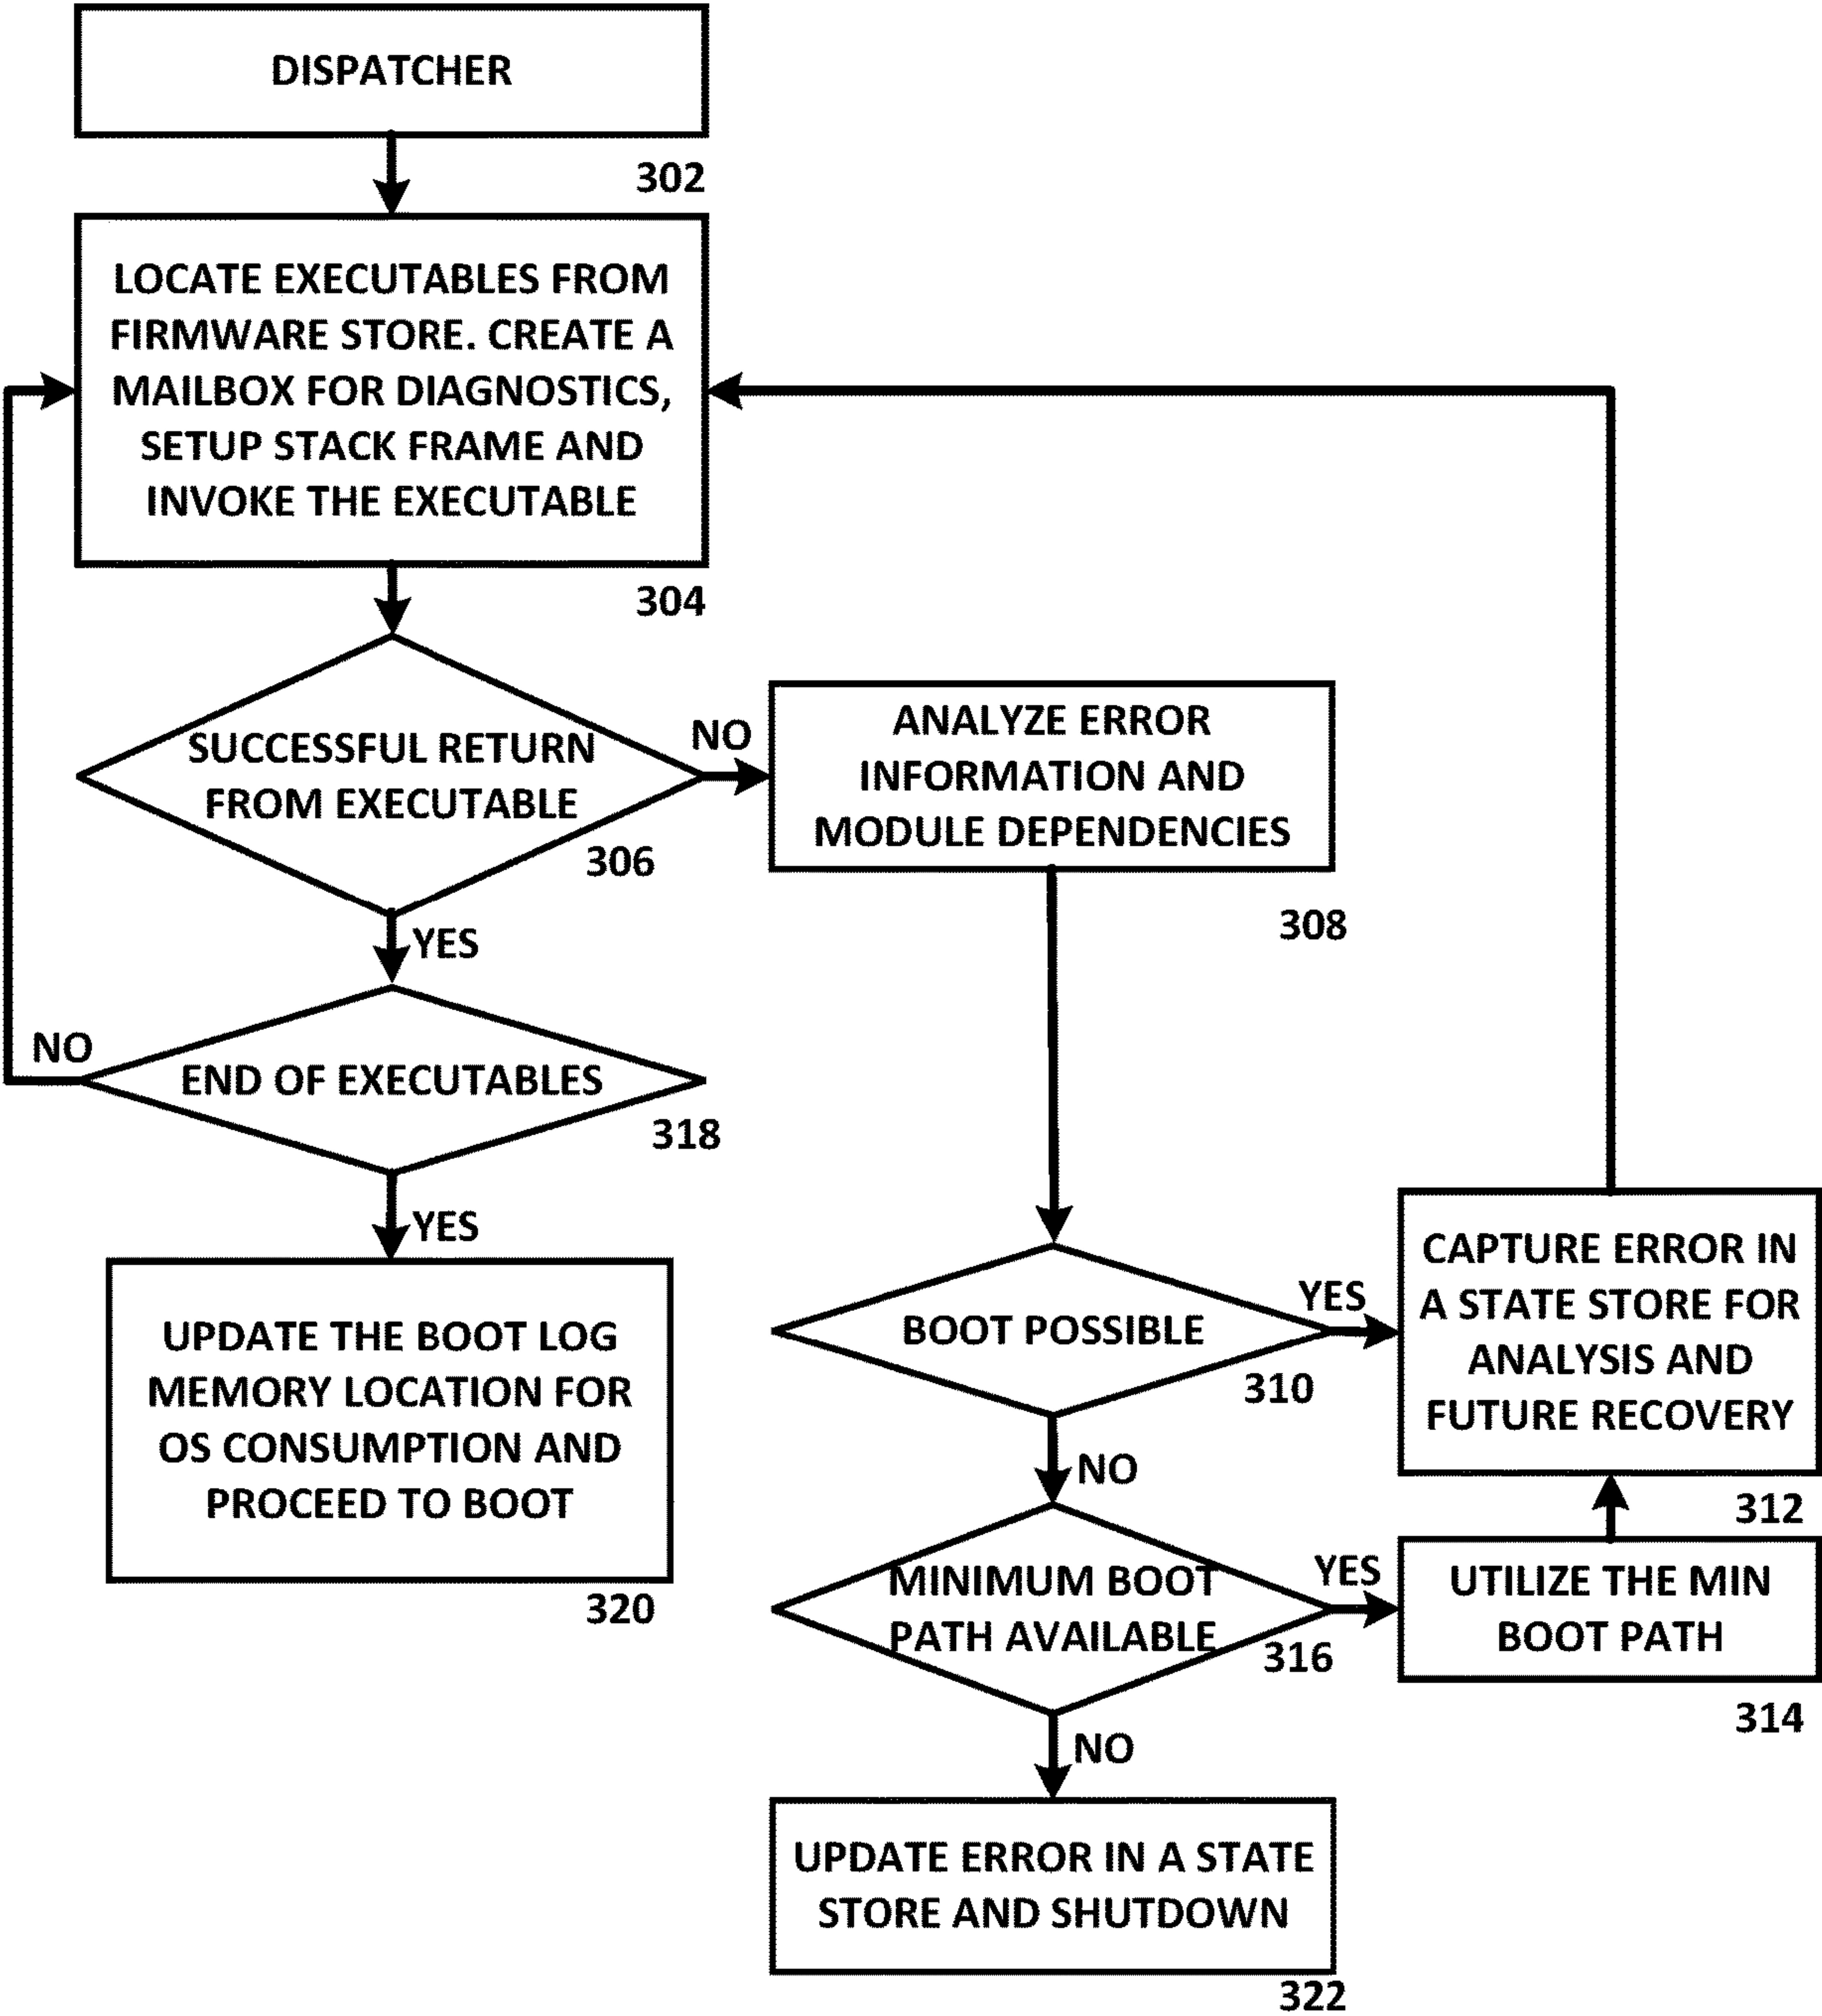 DISPATCHER
302
LOCATE EXECUTABLES FROM
FIRMWARE STORE. CREATE A
MAILBOX FOR DIAGNOSTICS,
SETUP STACK FRAME AND
INVOKE THE EXECUTABLE
304
SUCCESSFUL RETURN
FROM EXECUTABLE
306
NO
YES
ANALYZE ERROR
INFORMATION AND
MODULE DEPENDENCIES
308
NO
END OF EXECUTABLES
318
YES
UPDATE THE BOOT LOG
MEMORY LOCATION FOR
OS CONSUMPTION AND
PROCEED TO BOOT
320
BOOT POSSIBLE
310
YES
NO
CAPTURE ERROR IN
A STATE STORE FOR
ANALYSIS AND
FUTURE RECOVERY
312
MINIMUM BOOT
PATH AVAILABLE
316
YES
UTILIZE THE MIN
BOOT PATH
314
NO
UPDATE ERROR IN A STATE
STORE AND SHUTDOWN
322